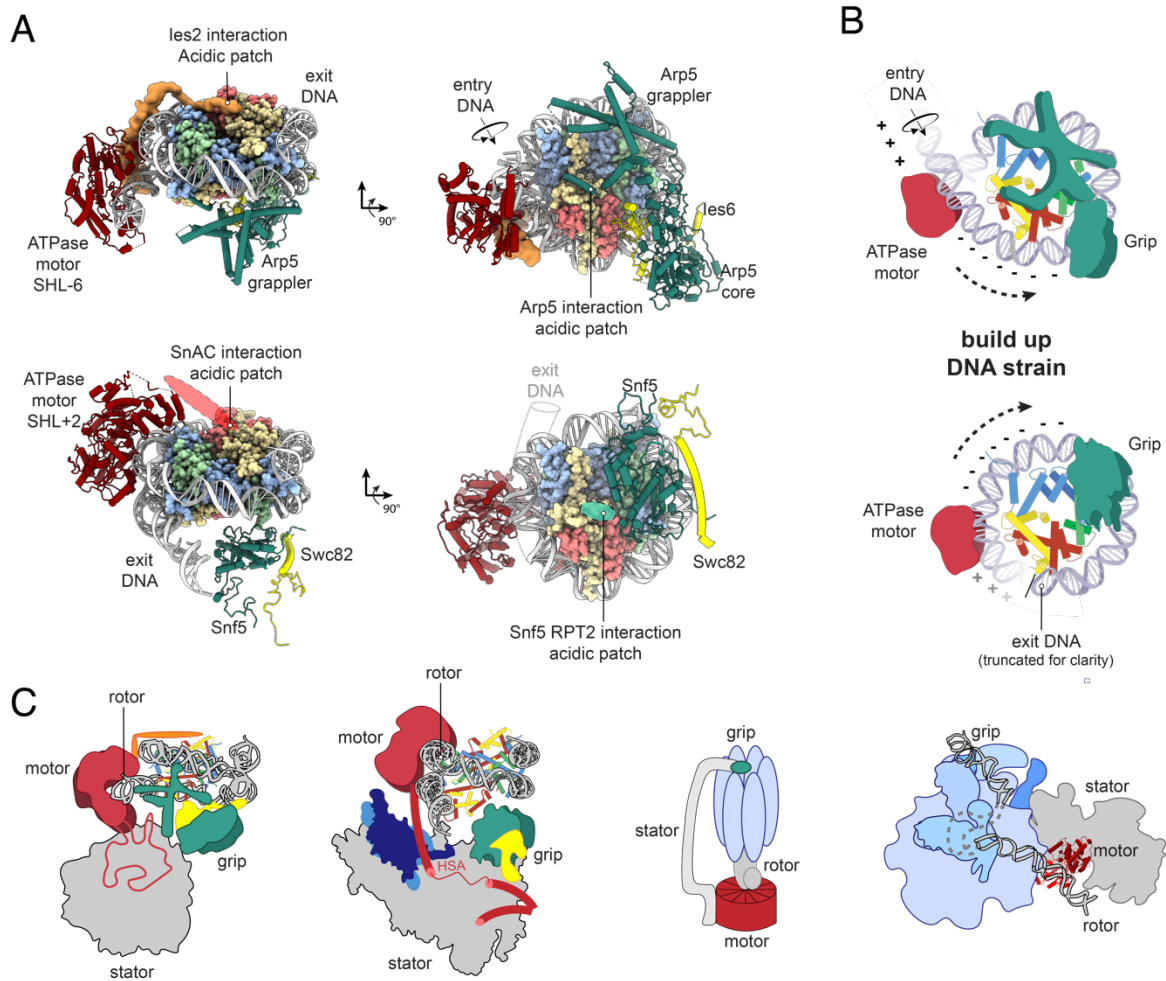 A
Ies2 interaction
Acidic patch
exit
DNA
ATPase
motor
SHL-6
Arp5
grappler
90°
entry
DNA
Arp5
grappler
Ies6
Arp5
core
Arp5 interaction
acidic patch
SnAC interaction
acidic patch
ATPase
motor
SHL+2
exit
DNA
Snf5
Swc82
90°
exit
DNA
Snf5
Swc82
Snf5 RPT2 interaction
acidic patch
B
entry
DNA
+
+
+
ATPase
motor
Grip
- - - - - -
build up
DNA strain
- - - - - -
Grip
ATPase
motor
+ + +
exit DNA
(truncated for clarity)
C
rotor
motor
grip
stator
rotor
motor
HSA
grip
stator
grip
stator
rotor
motor
grip
stator
motor
rotor